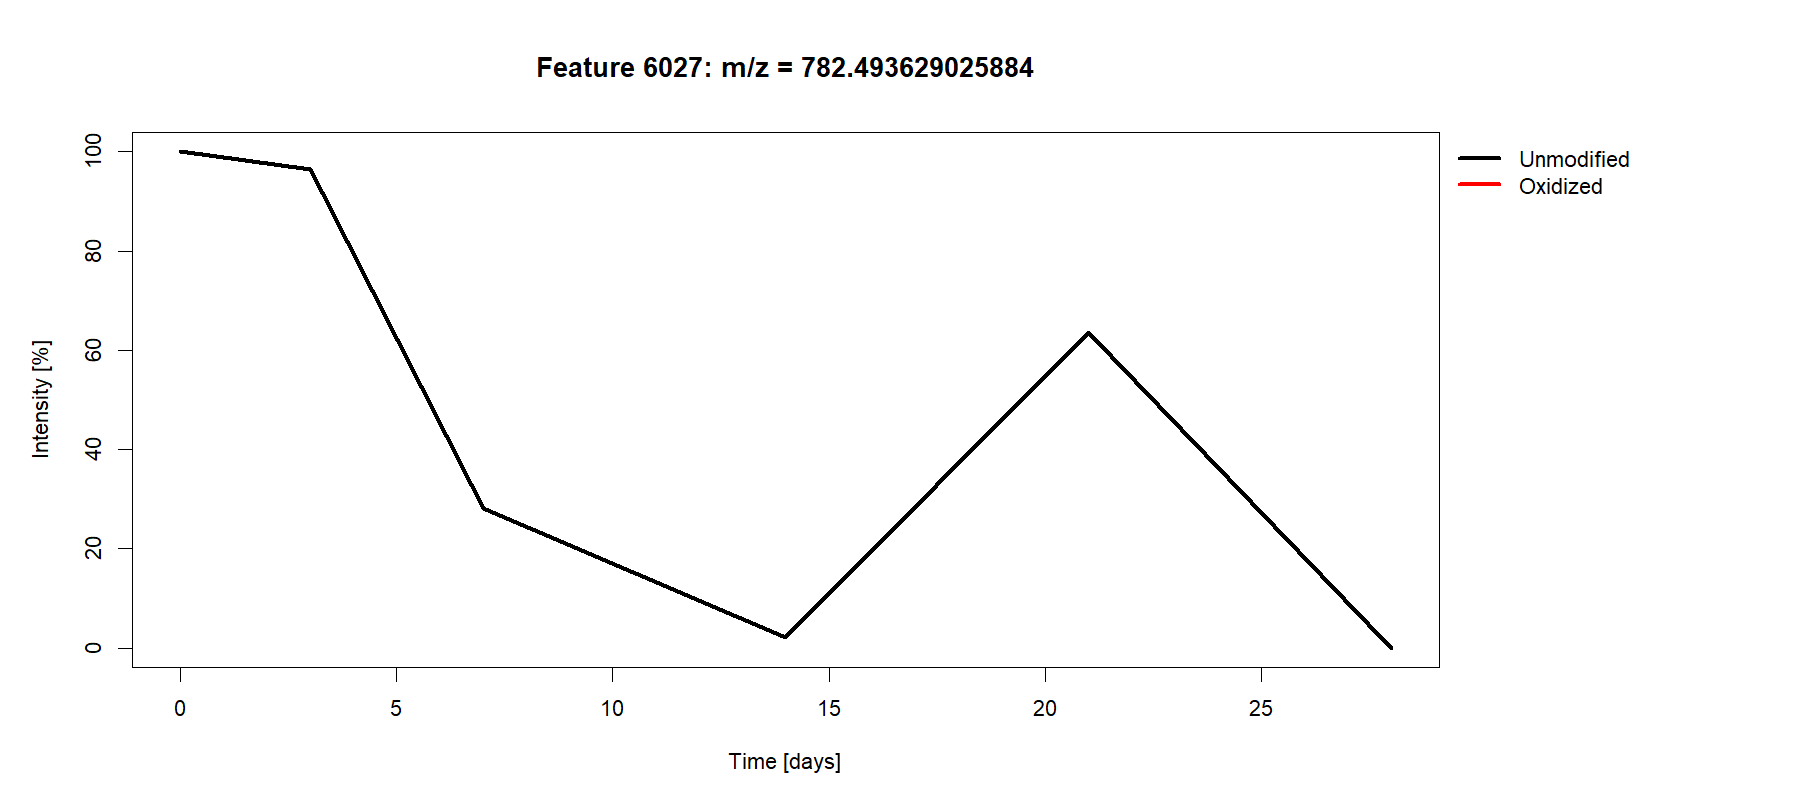 Feature 6027: m/z = 782.493629025884
Unmodified
Oxidized
Intensity [%]
100
80
60
40
20
0
0 5 10 15 20 25
Time [days]